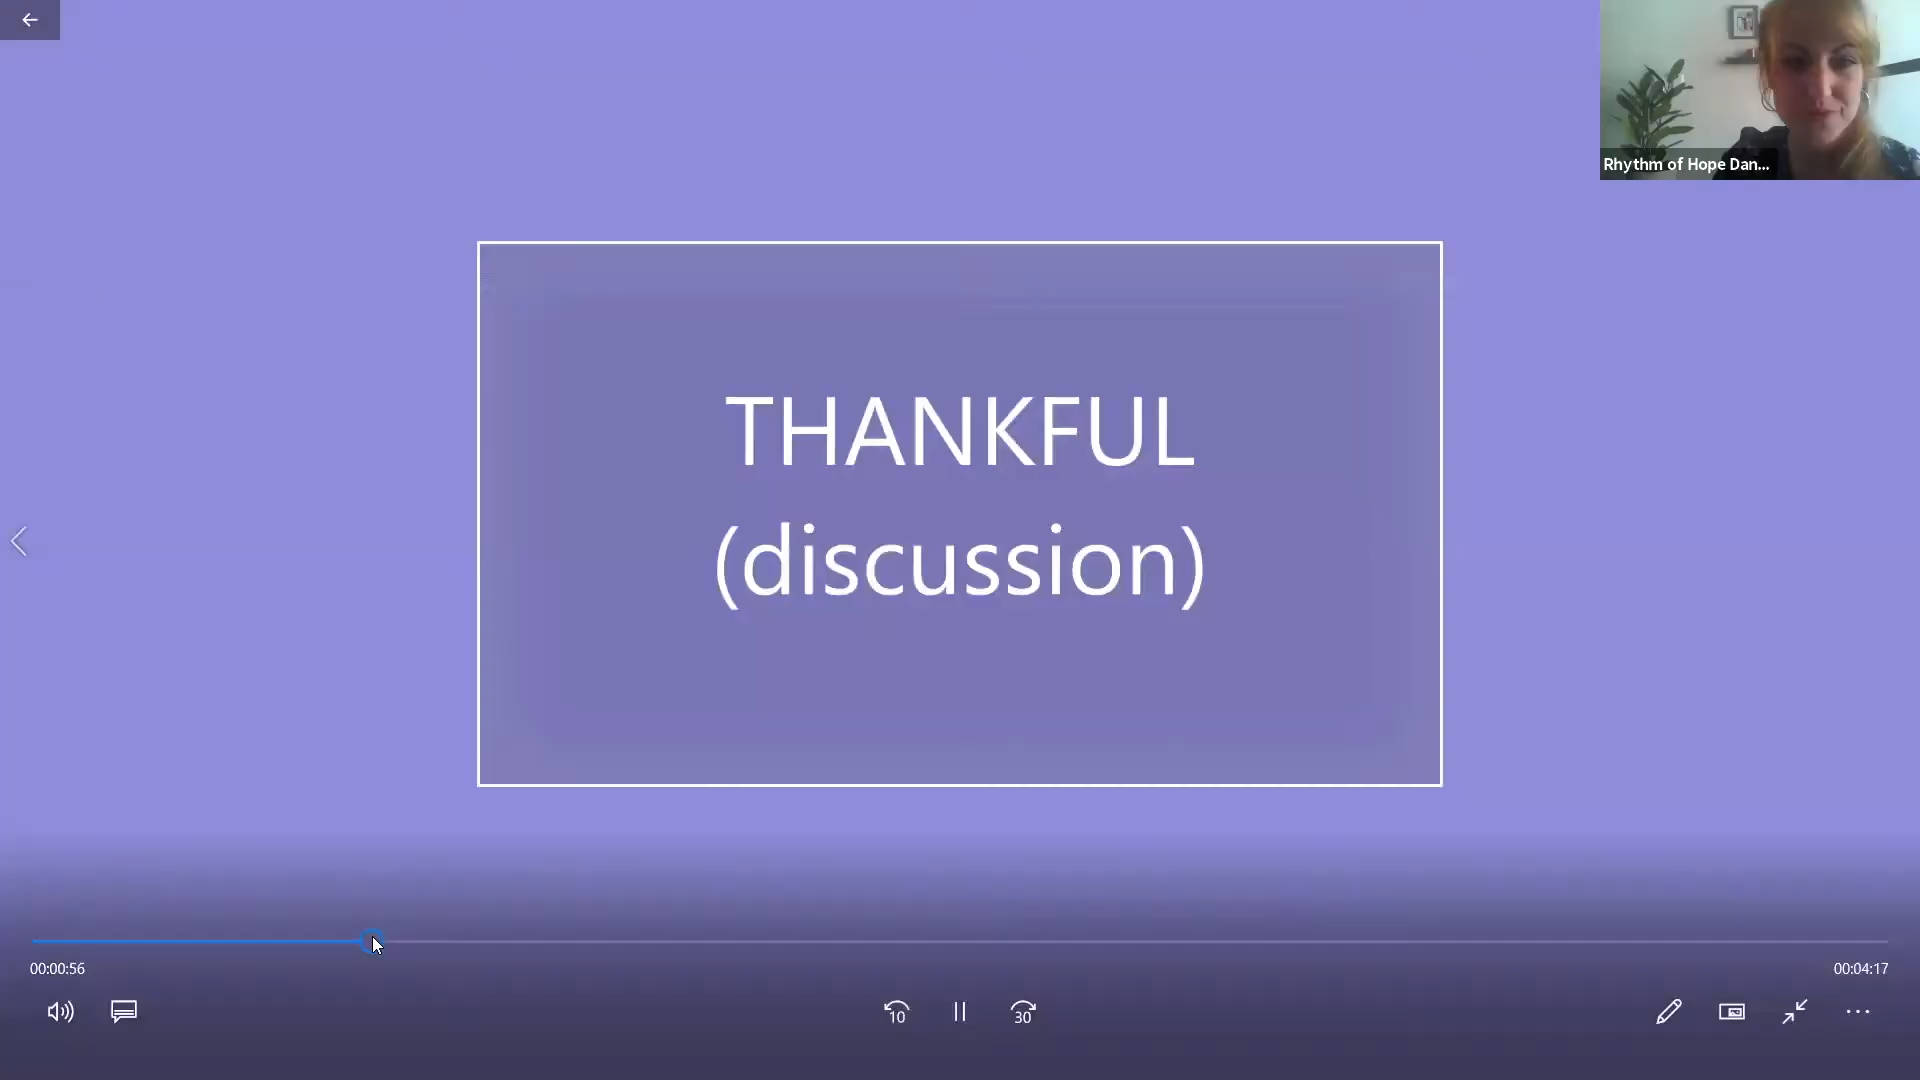 Rhythm of Hope Dan...
THANKFUL
(discussion)
00:00:56
00:04:17
10
30